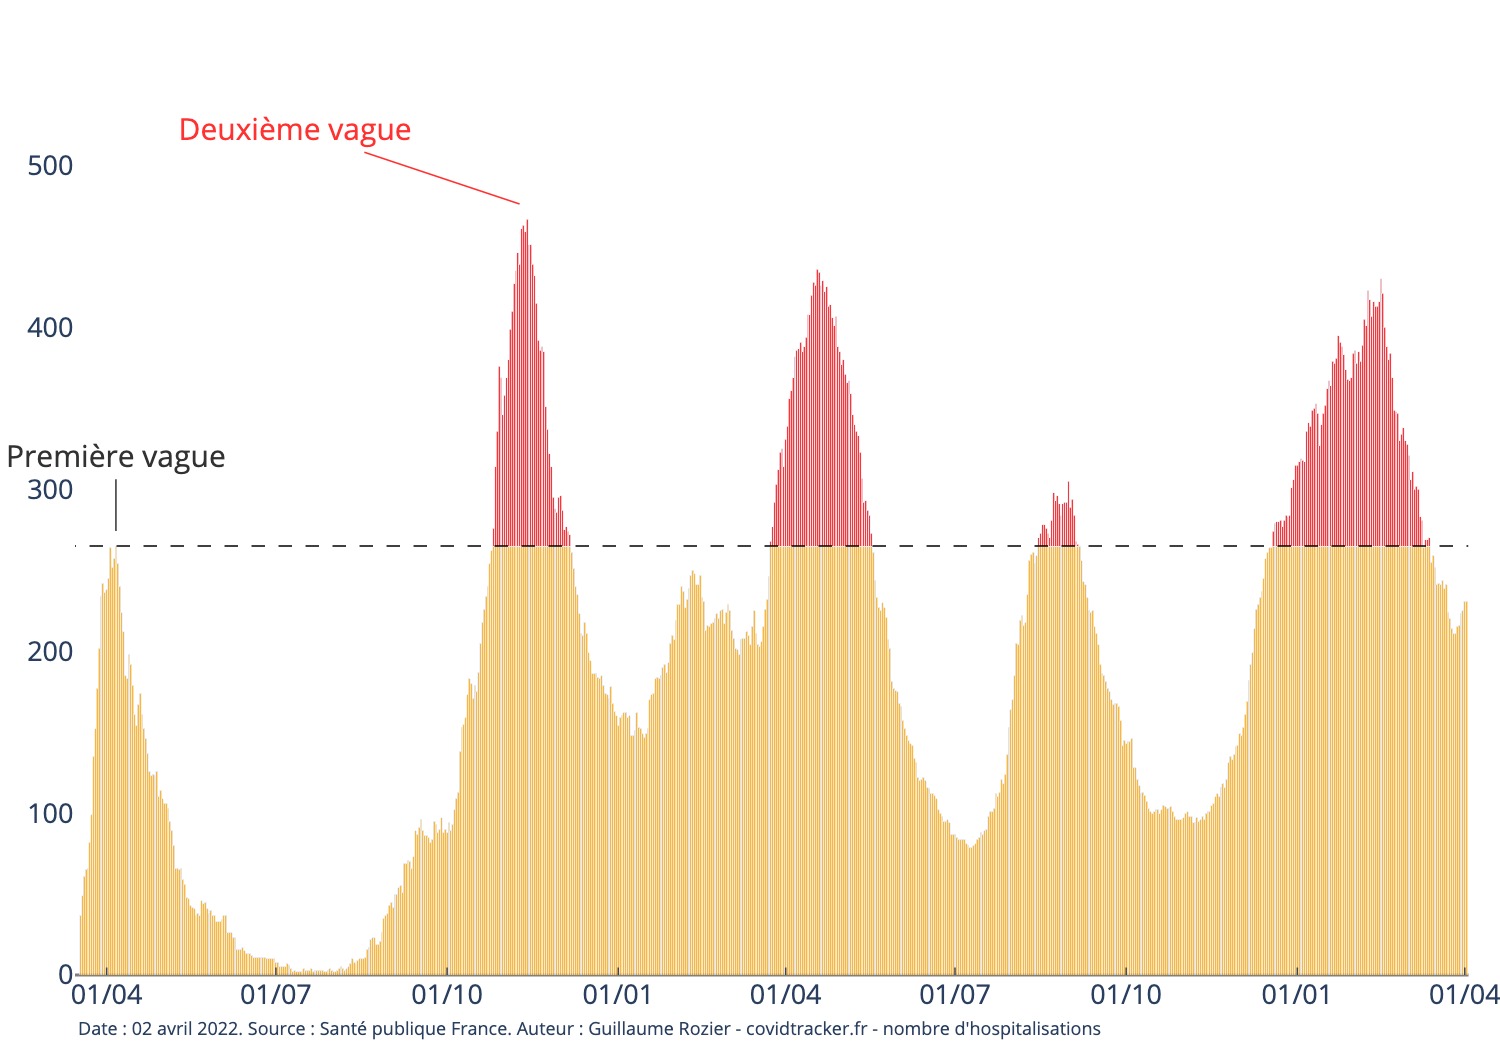 Deuxième vague
500
400
Première vague
300
200
100
0
01/04 01/07 01/10 01/01 01/04 01/07 01/10 01/01 01/04
Date : 02 avril 2022. Source : Santé publique France. Auteur : Guillaume Rozier - covidtracker.fr - nombre d'hospitalisations